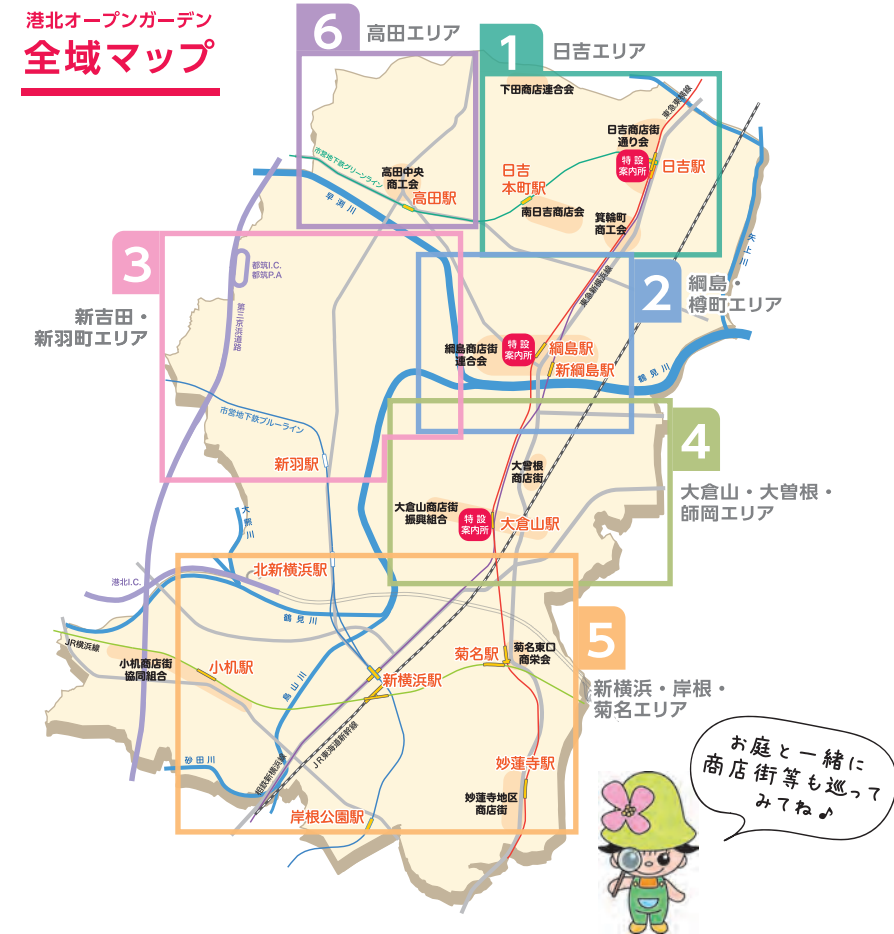 港北オープンガーデン
全域マップ
6
高田エリア
1
日吉エリア
下田商店連合会
東急東横線
日吉商店街
通り会
特設
案内所
日吉駅
市営地下鉄グリーンライン
高田中央
商工会
高田駅
日吉
本町駅
南日吉商店会
箕輪町
商工会
早渕川
矢上川
3
新吉田・
新羽町エリア
都筑I.C.
都筑P.A
第三京浜道路
東急新横浜線
2
綱島・
樽町エリア
綱島商店街
連合会
特設
案内所
綱島駅
新綱島駅
鶴見川
市営地下鉄ブルーライン
新羽駅
4
大倉山・大曽根・
師岡エリア
大曽根
商店街
大倉山商店街
振興組合
特設
案内所
大倉山駅
大熊川
北新横浜駅
港北I.C.
鶴見川
5
新横浜・岸根・
菊名エリア
JR横浜線
小机商店街
協同組合
小机駅
鳥山川
新横浜駅
菊名駅
菊名東口
商栄会
砂田川
相鉄新横浜線
JR東海道新幹線
岸根公園駅
妙蓮寺駅
妙蓮寺地区
商店街
お庭と一緒に
商店街等も巡って
みてね♪